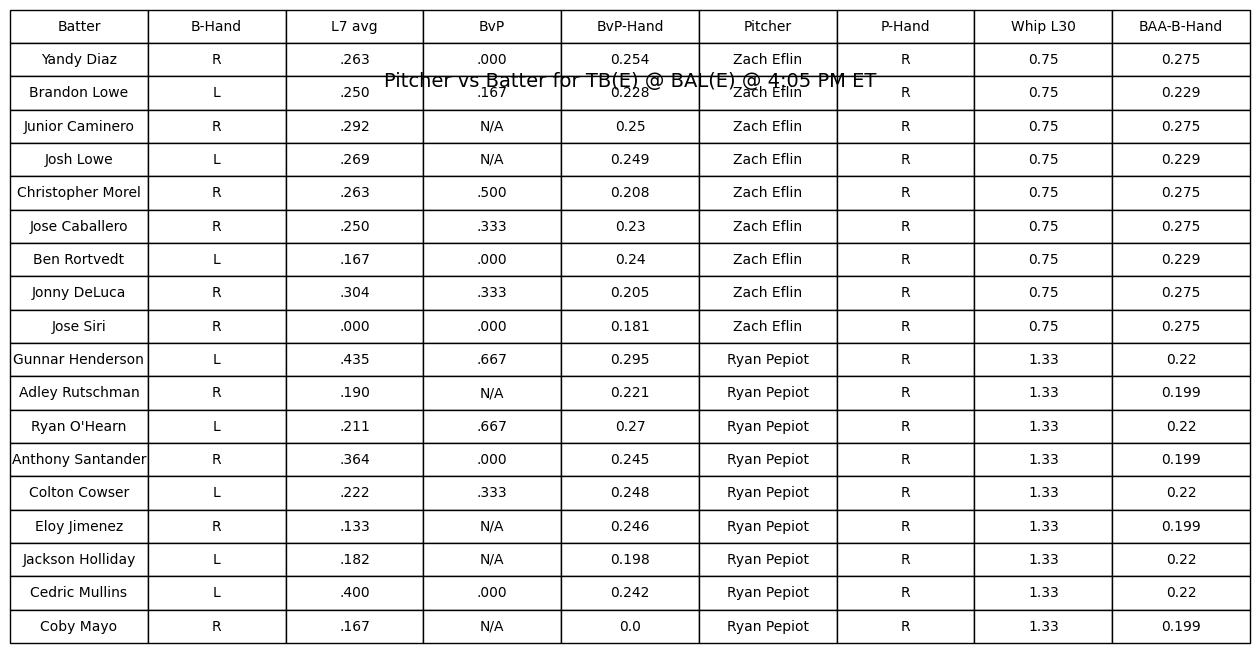 Batter B-Hand L7 avg BvP BvP-Hand Pitcher P-Hand Whip L30 BAA-B-Hand
Yandy Diaz R .263 .000 0.254 Zach Eflin R 0.75 0.275
Pitcher vs Batter for TB(E) @ BAL(E) @ 4:05 PM ET
Brandon Lowe L .250 .167 0.228 Zach Eflin R 0.75 0.229
Junior Caminero R .292 N/A 0.25 Zach Eflin R 0.75 0.275
Josh Lowe L .269 N/A 0.249 Zach Eflin R 0.75 0.229
Christopher Morel R .263 .500 0.208 Zach Eflin R 0.75 0.275
Jose Caballero R .250 .333 0.23 Zach Eflin R 0.75 0.275
Ben Rortvedt L .167 .000 0.24 Zach Eflin R 0.75 0.229
Jonny DeLuca R .304 .333 0.205 Zach Eflin R 0.75 0.275
Jose Siri R .000 .000 0.181 Zach Eflin R 0.75 0.275
Gunnar Henderson L .435 .667 0.295 Ryan Pepiot R 1.33 0.22
Adley Rutschman R .190 N/A 0.221 Ryan Pepiot R 1.33 0.199
Ryan O'Hearn L .211 .667 0.27 Ryan Pepiot R 1.33 0.22
Anthony Santander R .364 .000 0.245 Ryan Pepiot R 1.33 0.199
Colton Cowser L .222 .333 0.248 Ryan Pepiot R 1.33 0.22
Eloy Jimenez R .133 N/A 0.246 Ryan Pepiot R 1.33 0.199
Jackson Holliday L .182 N/A 0.198 Ryan Pepiot R 1.33 0.22
Cedric Mullins L .400 .000 0.242 Ryan Pepiot R 1.33 0.22
Coby Mayo R .167 N/A 0.0 Ryan Pepiot R 1.33 0.199